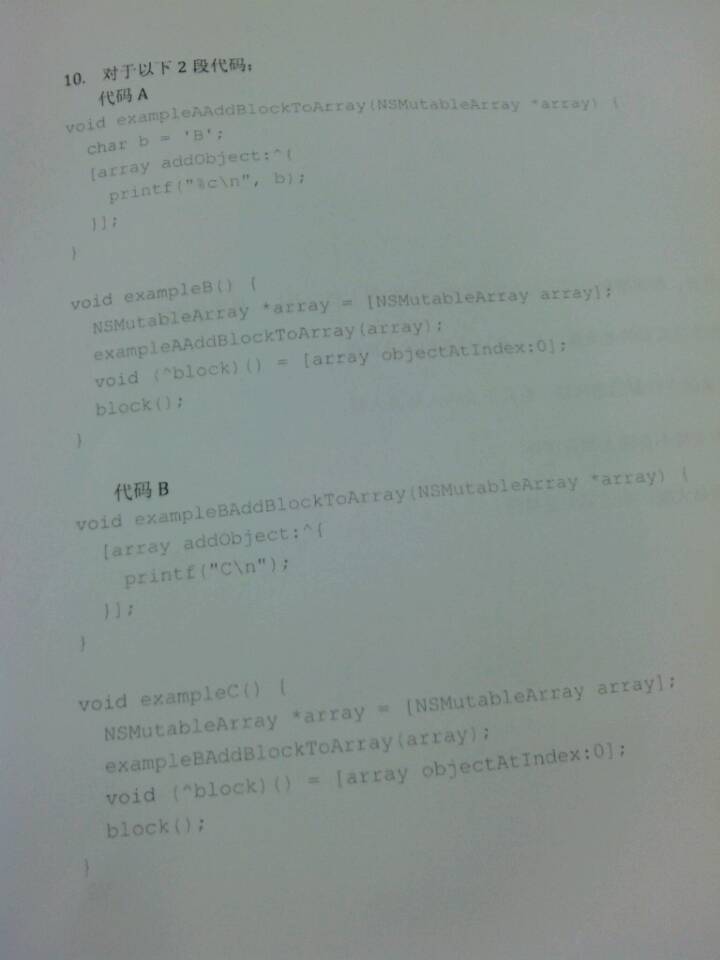 10. 对于以下 2 段代码：
代码 A
void exampleAAddBlockToArray(NSMutableArray *array) {
char b = 'B';
[array addObject:^{
printf("%c\n", b);
}];
}
void exampleB() {
NSMutableArray *array = [NSMutableArray array];
exampleAAddBlockToArray(array);
void (^block)() = [array objectAtIndex:0];
block();
}
代码 B
void exampleBAddBlockToArray(NSMutableArray *array) {
[array addObject:^{
printf("C\n");
}];
}
void exampleC() {
NSMutableArray *array = [NSMutableArray array];
exampleBAddBlockToArray(array);
void (^block)() = [array objectAtIndex:0];
block();
}